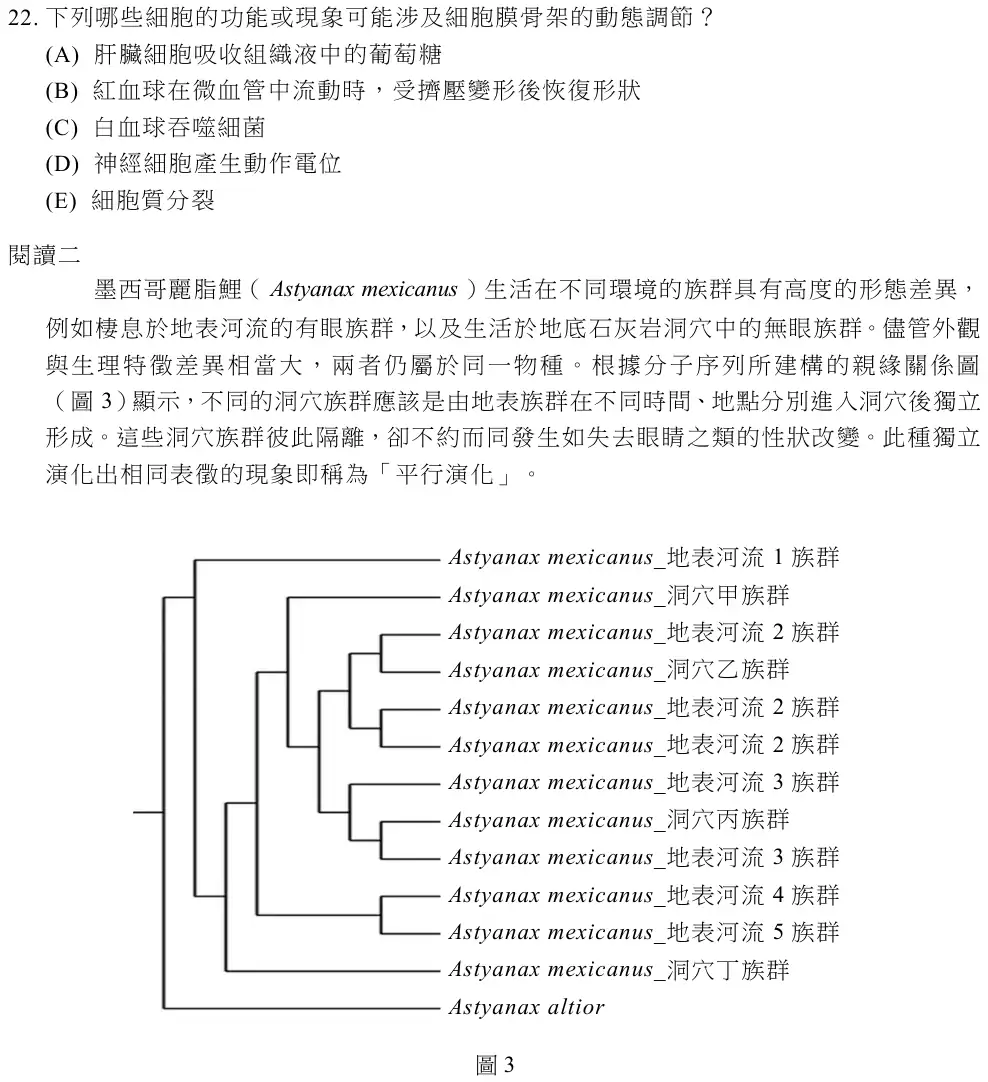 22. 下列哪些細胞的功能或現象可能涉及細胞膜骨架的動態調節？
(A) 肝臟細胞吸收組織液中的葡萄糖
(B) 紅血球在微血管中流動時，受擠壓變形後恢復形狀
(C) 白血球吞噬細菌
(D) 神經細胞產生動作電位
(E) 細胞質分裂
閱讀二
墨西哥麗脂鯉（Astyanax mexicanus）生活在不同環境的族群具有高度的形態差異，
例如棲息於地表河流的有眼族群，以及生活於地底石灰岩洞穴中的無眼族群。儘管外觀
與生理特徵差異相當大，兩者仍屬於同一物種。根據分子序列所建構的親緣關係圖
（圖 3）顯示，不同的洞穴族群應該是由地表族群在不同時間、地點分別進入洞穴後獨立
形成。這些洞穴族群彼此隔離，卻不約而同發生如失去眼睛之類的性狀改變。此種獨立
演化出相同表徵的現象即稱為「平行演化」。
Astyanax mexicanus_地表河流 1 族群
Astyanax mexicanus_洞穴甲族群
Astyanax mexicanus_地表河流 2 族群
Astyanax mexicanus_洞穴乙族群
Astyanax mexicanus_地表河流 2 族群
Astyanax mexicanus_地表河流 2 族群
Astyanax mexicanus_地表河流 3 族群
Astyanax mexicanus_洞穴丙族群
Astyanax mexicanus_地表河流 3 族群
Astyanax mexicanus_地表河流 4 族群
Astyanax mexicanus_地表河流 5 族群
Astyanax mexicanus_洞穴丁族群
Astyanax altior
圖 3